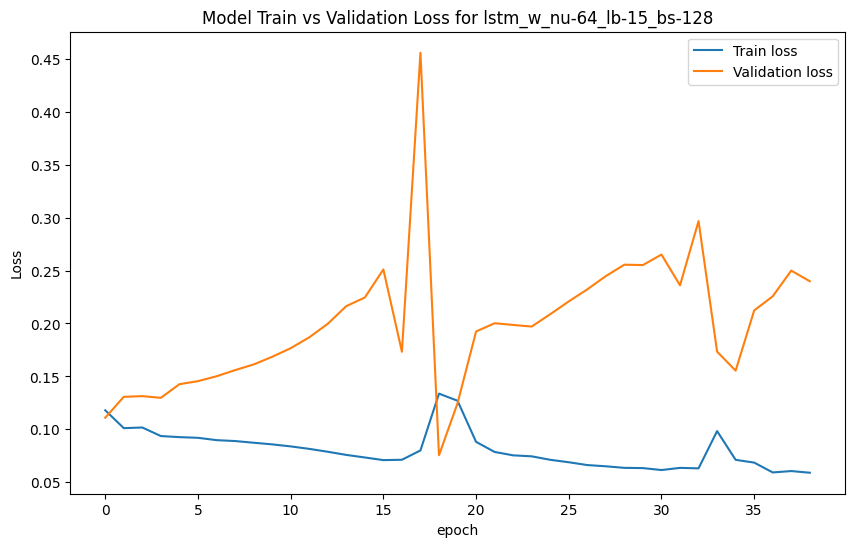 Model Train vs Validation Loss for lstm_w_nu-64_lb-15_bs-128
Train loss
Validation loss
0.45
0.40
0.35
0.30
0.25
0.20
0.15
0.10
0.05
Loss
0 5 10 15 20 25 30 35
epoch